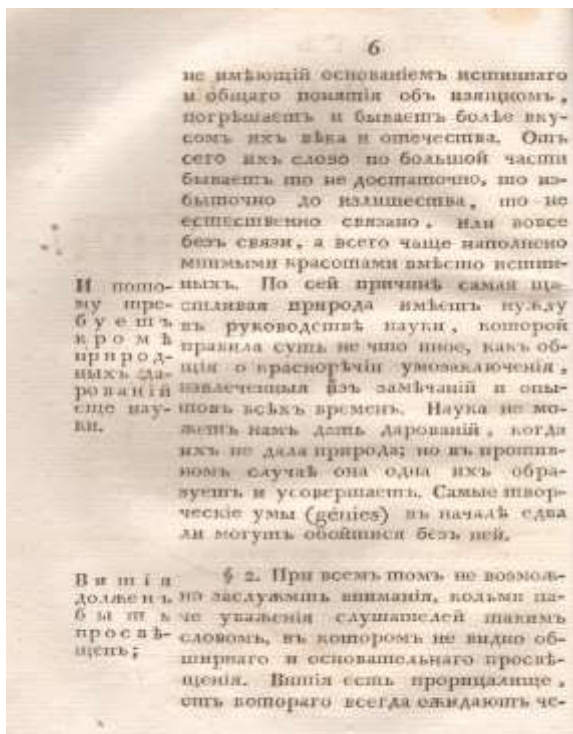 6
не имѣющій основаніемъ истиннаго
и общаго понятія объ изящномъ,
погрѣшаетъ и бываетъ болѣе вку-
сомъ ихъ вѣка и отечества. Отъ
сего ихъ слово по большой части
бываетъ то не достаточно, то из-
быточно до излишества, то не
естественно связано, или вовсе
безъ связи, а всего чаще наполнено
мнимыми красотами вмѣсто истин-
ныхъ. По сей причинѣ самая ща-
стливая природа имѣетъ нужду
въ руководствѣ науки, которой
правила суть не что иное, какъ об-
щія о краснорѣчіи умозаключенія,
извлеченныя изъ замѣчаній и опы-
товъ всѣхъ временъ. Наука не мо-
жетъ намъ дать дарованій, когда
ихъ не дала природа; но въ против-
номъ случаѣ она одна ихъ обра-
зуетъ и усовершаетъ. Самые твор-
ческіе умы (génies) въ началѣ едва
ли могутъ обойтися безъ ней.
И пото-
му тре-
буетъ
кромѣ
природ-
ныхъ да-
рованій
еще нау-
ки.
§ 2. При всемъ томъ не возмож-
но заслужить вниманія, кольми па-
че уваженія слушателей такимъ
словомъ, въ которомъ не видно об-
ширнаго и основательнаго просвѣ-
щенія. Витія есть прорицалище,
отъ котораго всегда ожидаютъ че-
Витія
долженъ
быть
просвѣ-
щенъ;